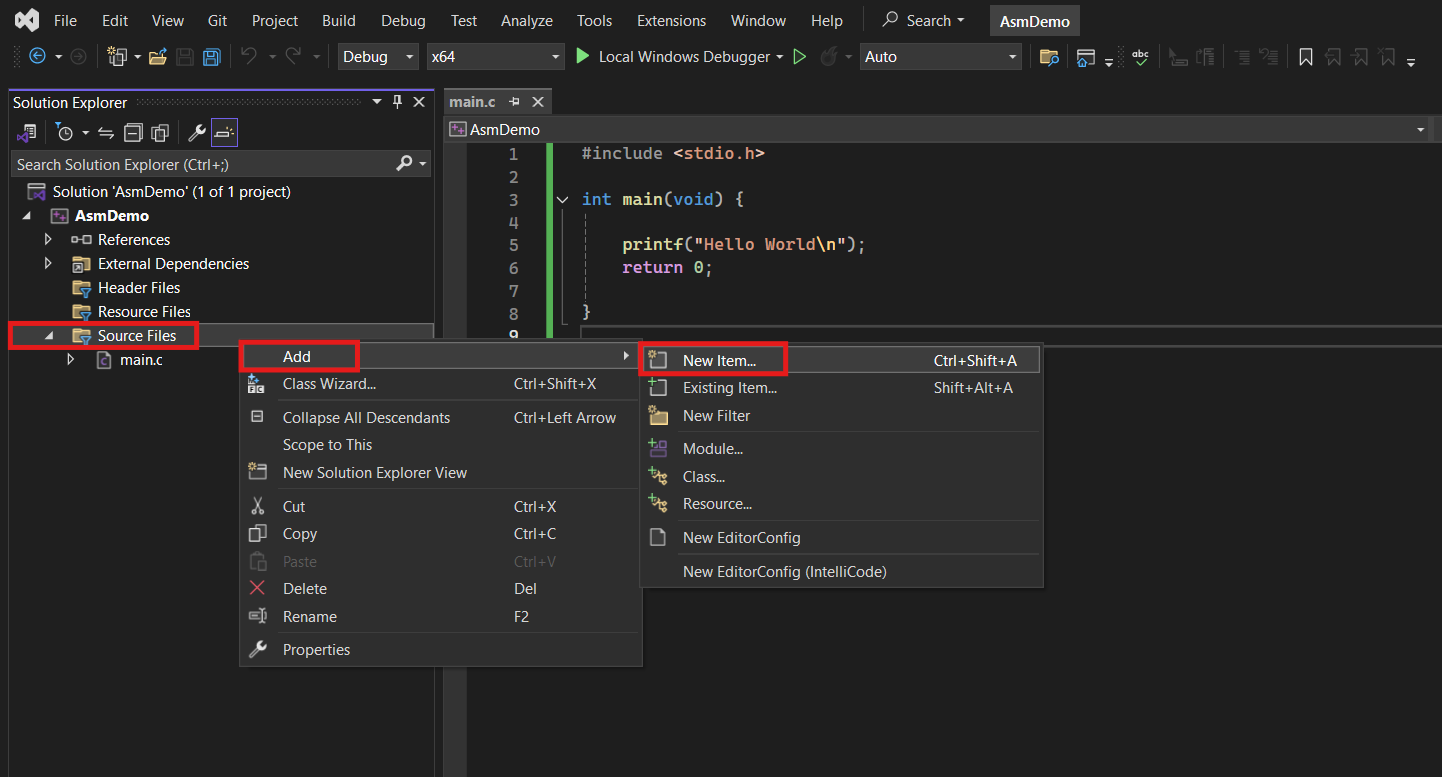 File Edit View Git Project Build Debug Test Analyze Tools Extensions Window Help Search AsmDemo
Debug x64 Local Windows Debugger Auto abc
Solution Explorer
Search Solution Explorer (Ctrl+;)
Solution 'AsmDemo' (1 of 1 project)
AsmDemo
References
External Dependencies
Header Files
Resource Files
Source Files
main.c
main.c
AsmDemo
1 #include <stdio.h>
2
3 int main(void) {
4
5 printf("Hello World\n");
6 return 0;
7
8 }
9
Add
Class Wizard... Ctrl+Shift+X
Collapse All Descendants Ctrl+Left Arrow
Scope to This
New Solution Explorer View
Cut Ctrl+X
Copy Ctrl+C
Paste Ctrl+V
Delete Del
Rename F2
Properties
New Item... Ctrl+Shift+A
Existing Item... Shift+Alt+A
New Filter
Module...
Class...
Resource...
New EditorConfig
New EditorConfig (IntelliCode)